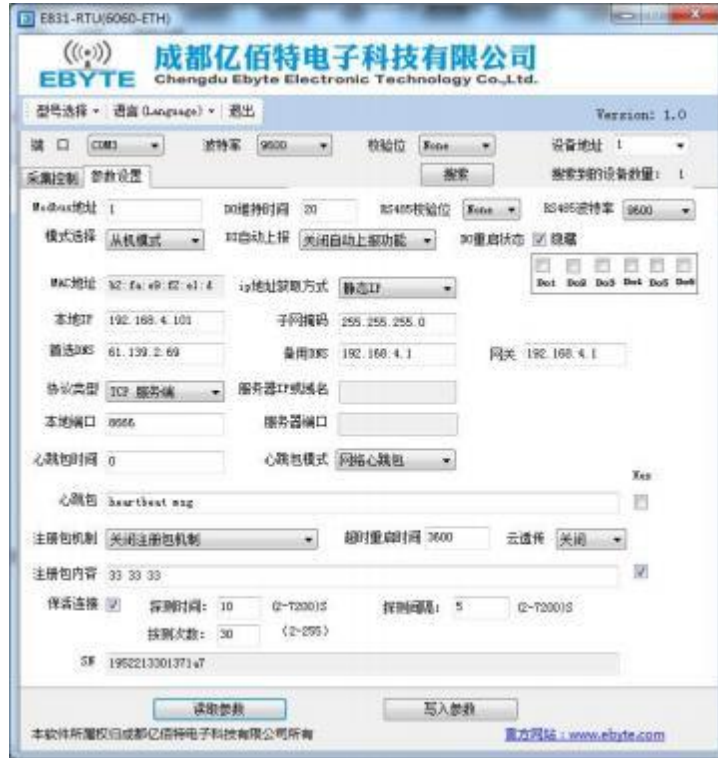 E831-RTU(6060-ETH)
EBYTE 成都亿佰特电子科技有限公司
Chengdu Ebyte Electronic Technology Co.,Ltd.
型号选择 语言(Language) 退出 Version: 1.0
端 口 COM3 波特率 9600 校验位 None 设备地址 1
采集控制 参数设置 搜索 搜索到的设备数量: 1
Modbus地址 1 DO维持时间 20 RS485校验位 None RS485波特率 9600
模式选择 从机模式 DI自动上报 关闭自动上报功能 DO重启状态 隐藏
Do1 Do2 Do3 Do4 Do5 Do6
MAC地址 ip地址获取方式 静态IP
本地IP 192.168.4.101 子网掩码 255.255.255.0
首选DNS 61.139.2.69 备用DNS 192.168.4.1 网关 192.168.4.1
协议类型 TCP 服务端 服务器IP或域名
本地端口 服务器端口
心跳包时间 0 心跳包模式 网络心跳包
Hex
心跳包 heartbeat msg
注册包机制 关闭注册包机制 超时重启时间 3600 云透传 关闭
注册包内容 33 33 33
保活连接 探测时间: 10 (2-7200)S 探测间隔: 5 (2-7200)S
探测次数: 30 (2-255)
SN
读取参数 写入参数
本软件所属权归成都亿佰特电子科技有限公司所有 官方网站:www.ebyte.com